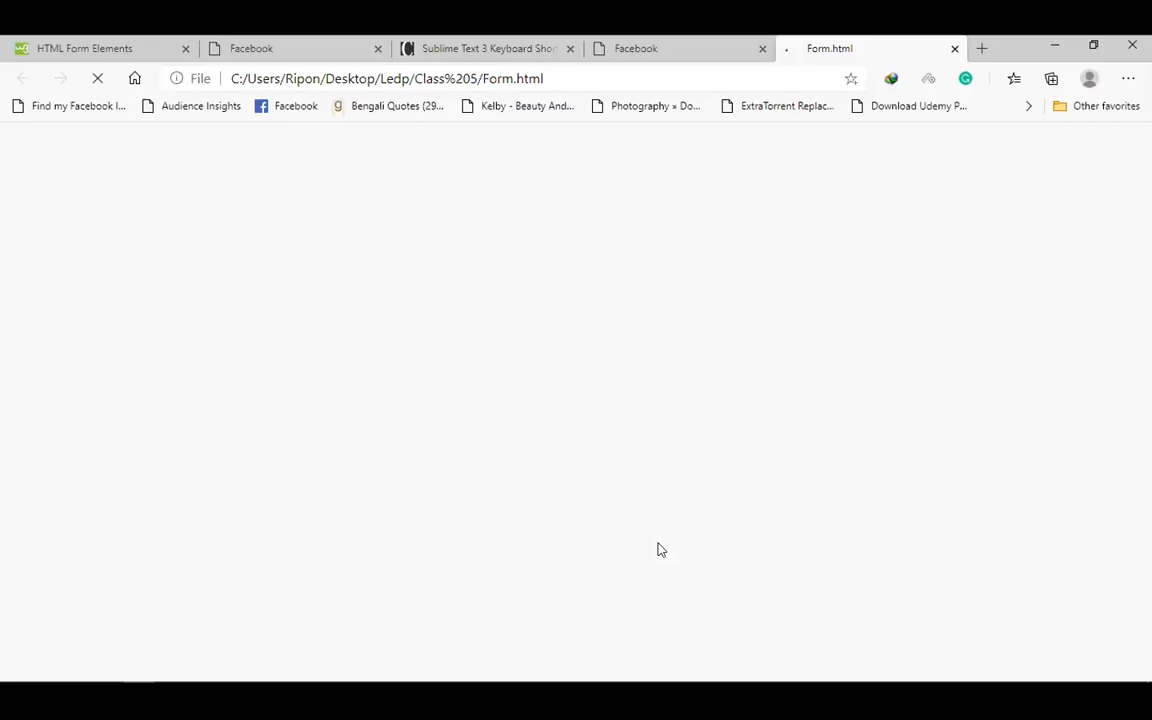 HTML Form Elements
Facebook
Sublime Text 3 Keyboard Shor
Facebook
Form.html
File
C:/Users/Ripon/Desktop/Ledp/Class%205/Form.html
Find my Facebook I...
Audience Insights
Facebook
Bengali Quotes (29...
Kelby - Beauty And...
Photography » Do...
ExtraTorrent Replac...
Download Udemy P...
Other favorites